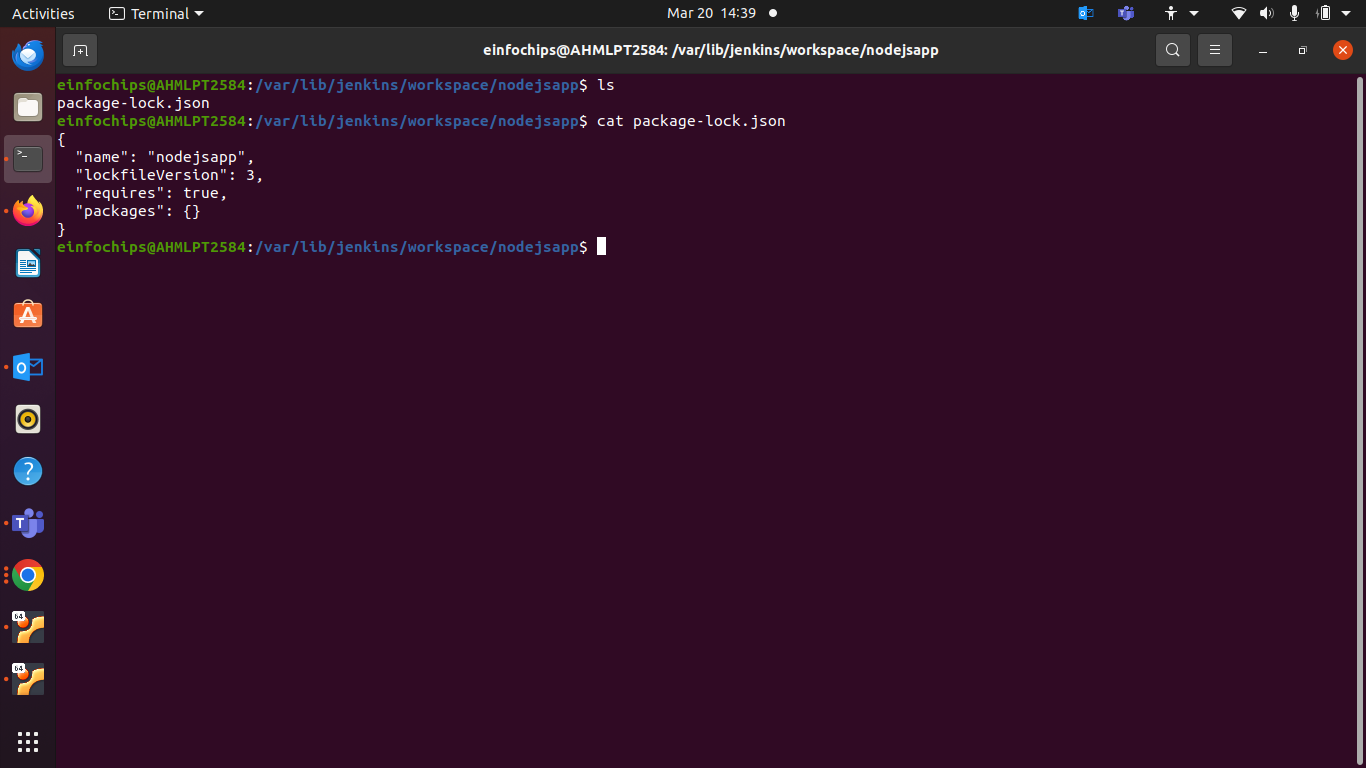 Activities
Terminal
Mar 20 14:39
einfochips@AHMLPT2584: /var/lib/jenkins/workspace/nodejsapp
einfochips@AHMLPT2584:/var/lib/jenkins/workspace/nodejsapp$ ls
package-lock.json
einfochips@AHMLPT2584:/var/lib/jenkins/workspace/nodejsapp$ cat package-lock.json
{
  "name": "nodejsapp",
  "lockfileVersion": 3,
  "requires": true,
  "packages": {}
}
einfochips@AHMLPT2584:/var/lib/jenkins/workspace/nodejsapp$
64
64